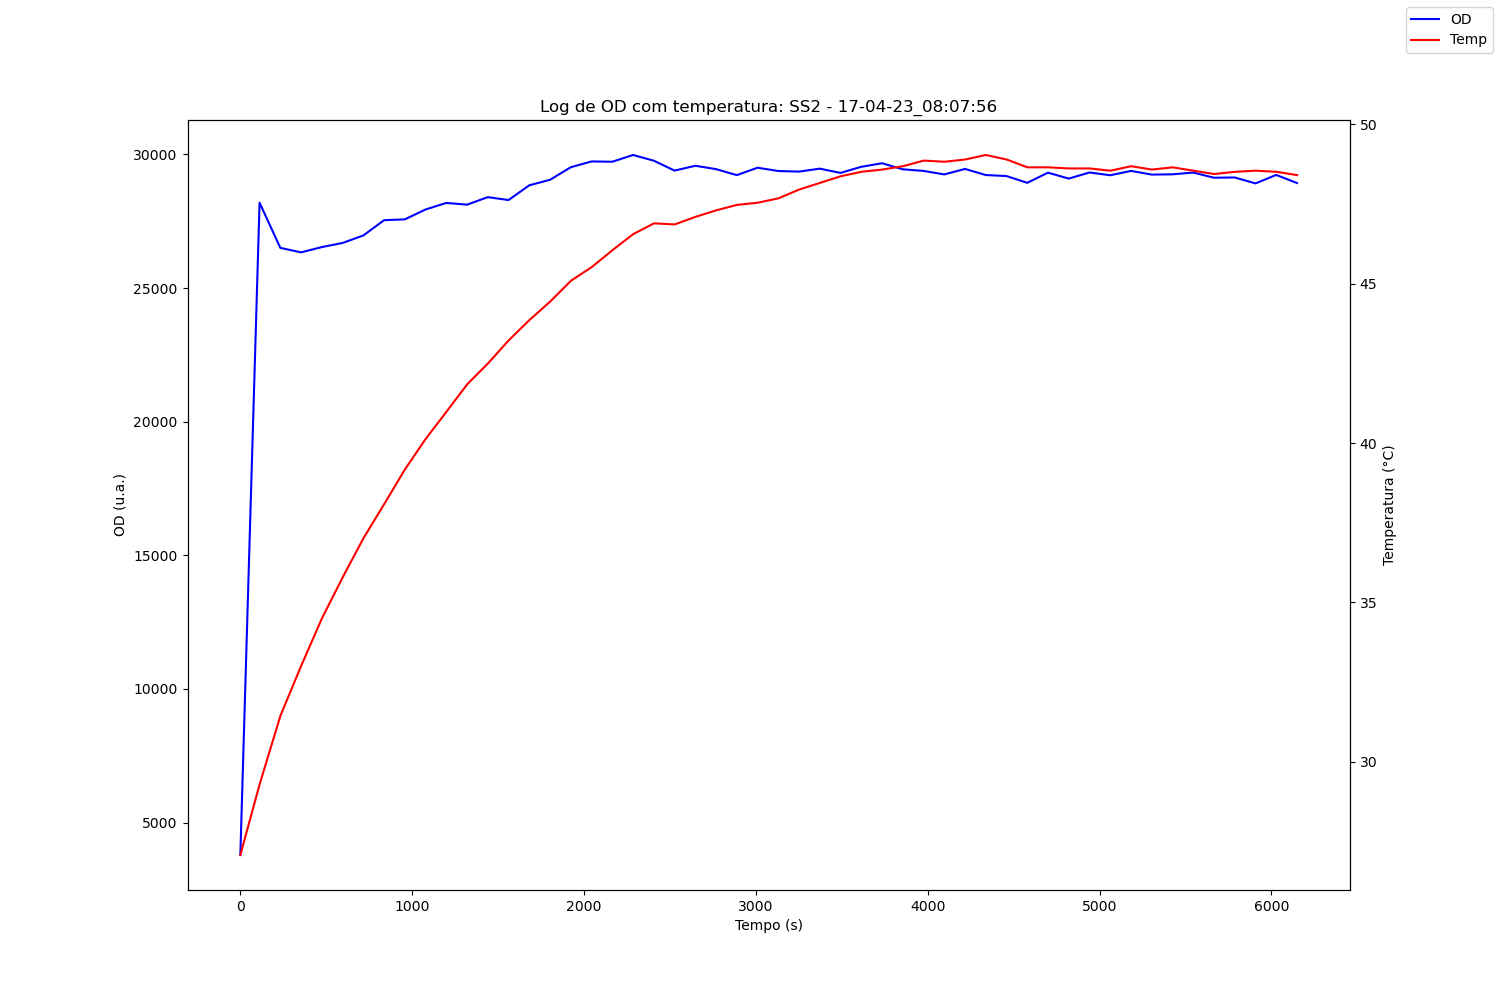 OD
Temp
Log de OD com temperatura: SS2 - 17-04-23_08:07:56
30000
25000
20000
15000
10000
5000
OD (u.a.)
50
45
40
35
30
Temperatura (°C)
0 1000 2000 3000 4000 5000 6000
Tempo (s)